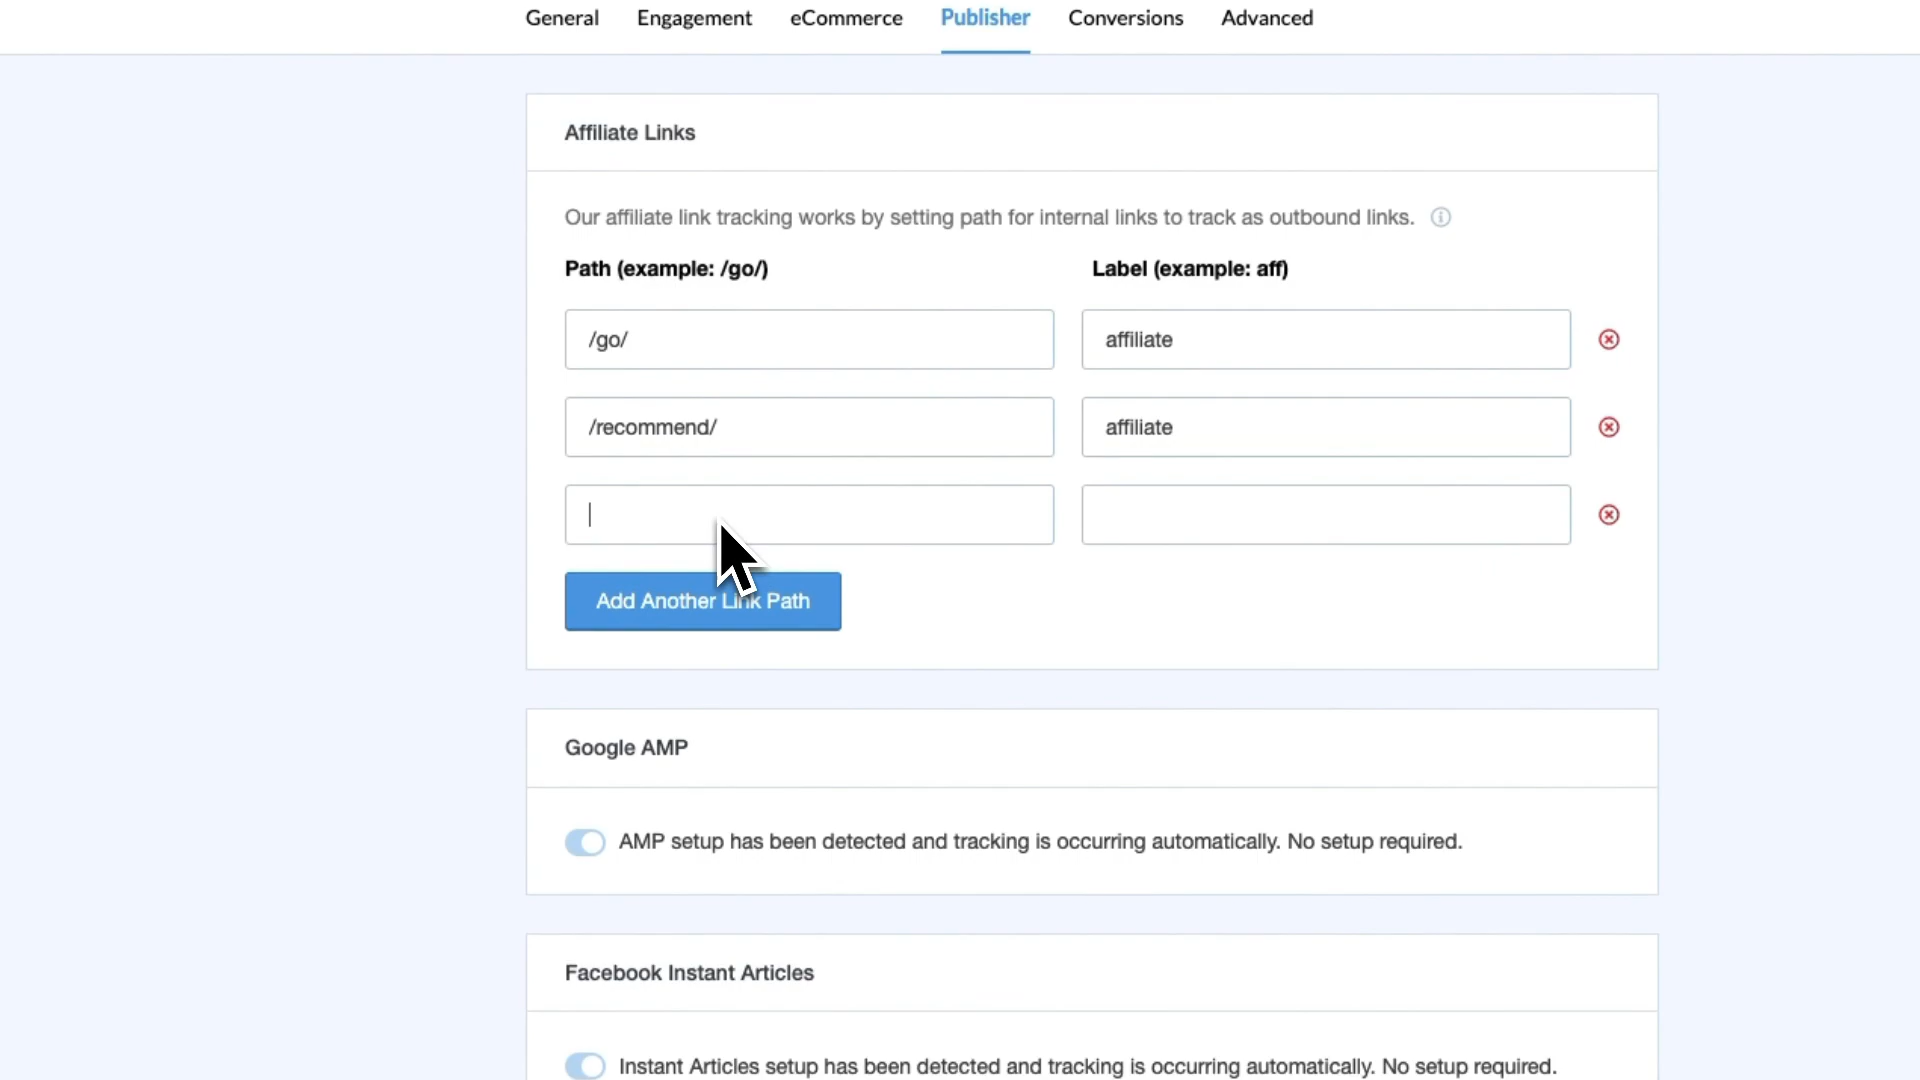 General Engagement eCommerce Publisher Conversions Advanced
Affiliate Links
Our affiliate link tracking works by setting path for internal links to track as outbound links.
Path (example: /go/) Label (example: aff)
/go/ affiliate
/recommend/ affiliate
Add Another Link Path
Google AMP
AMP setup has been detected and tracking is occurring automatically. No setup required.
Facebook Instant Articles
Instant Articles setup has been detected and tracking is occurring automatically. No setup required.